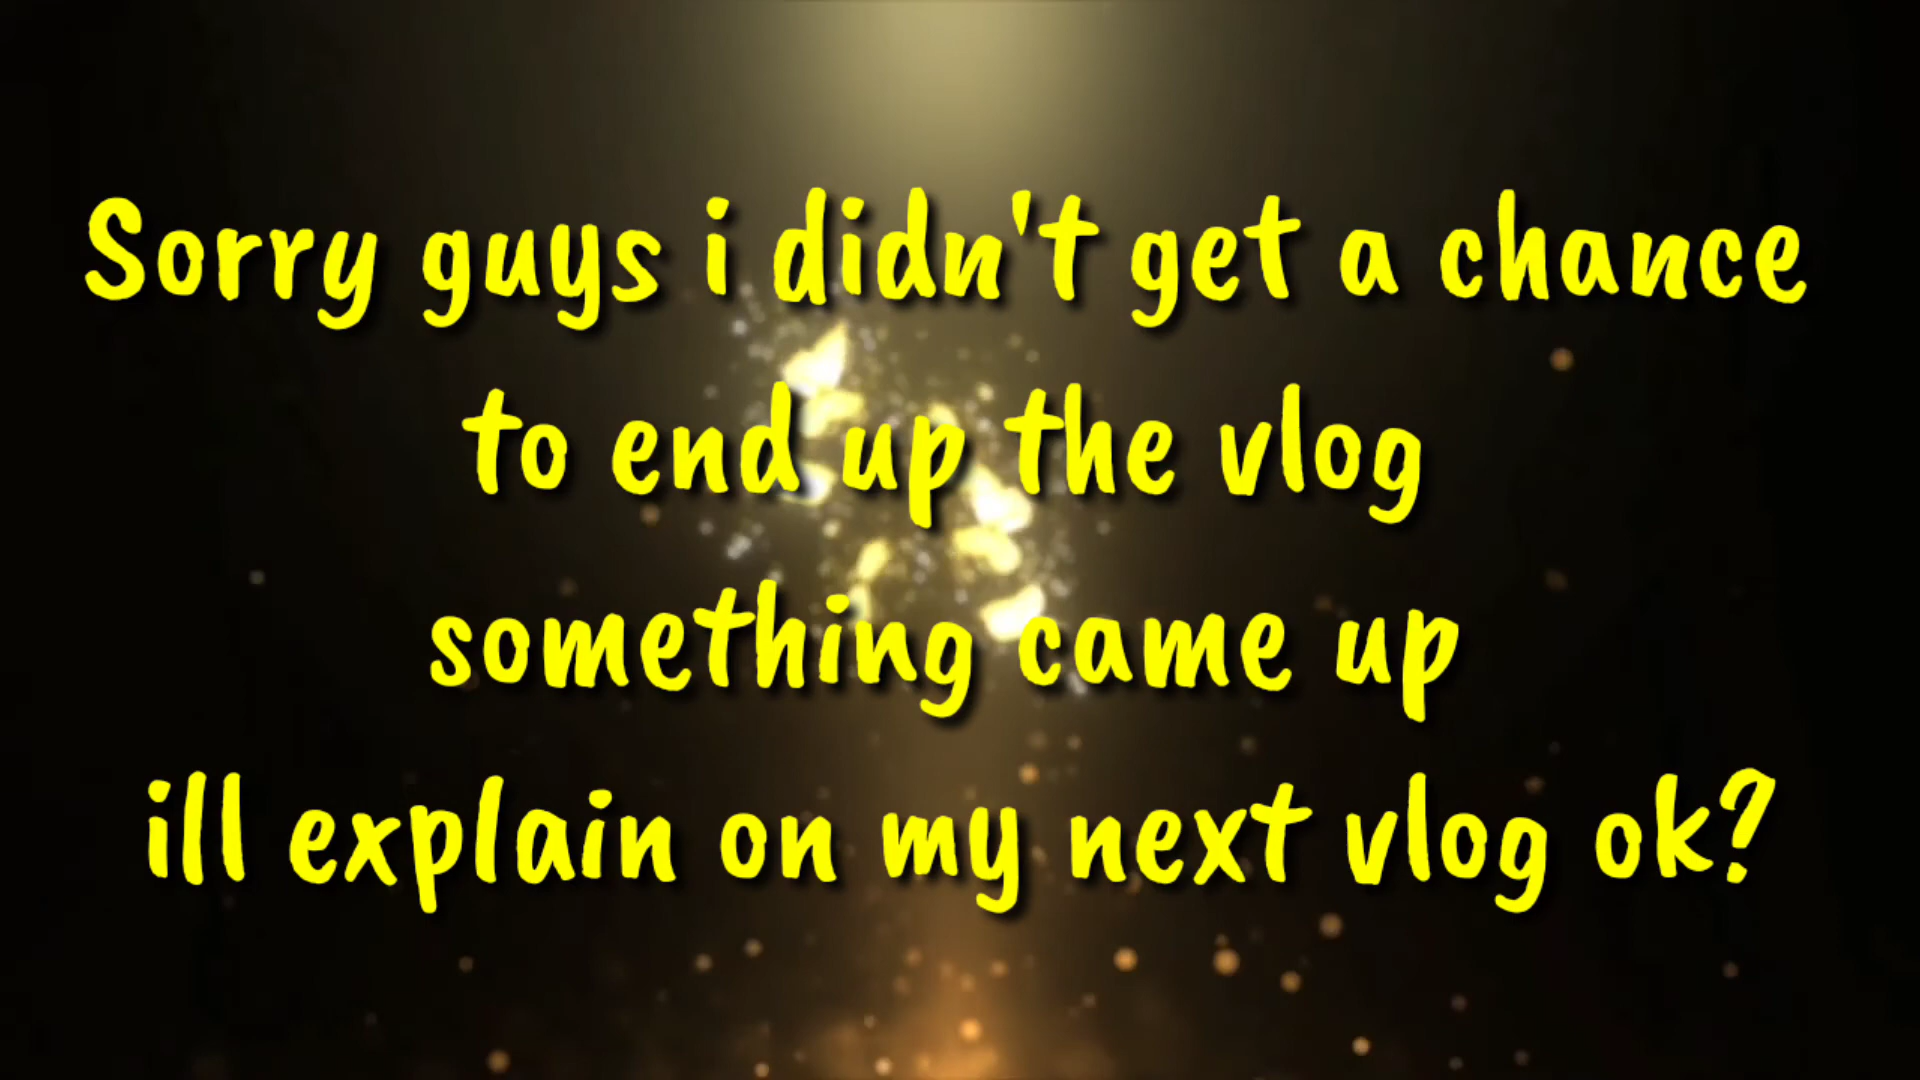 Sorry guys i didn't get a chance
to end up the vlog
something came up
ill explain on my next vlog ok?